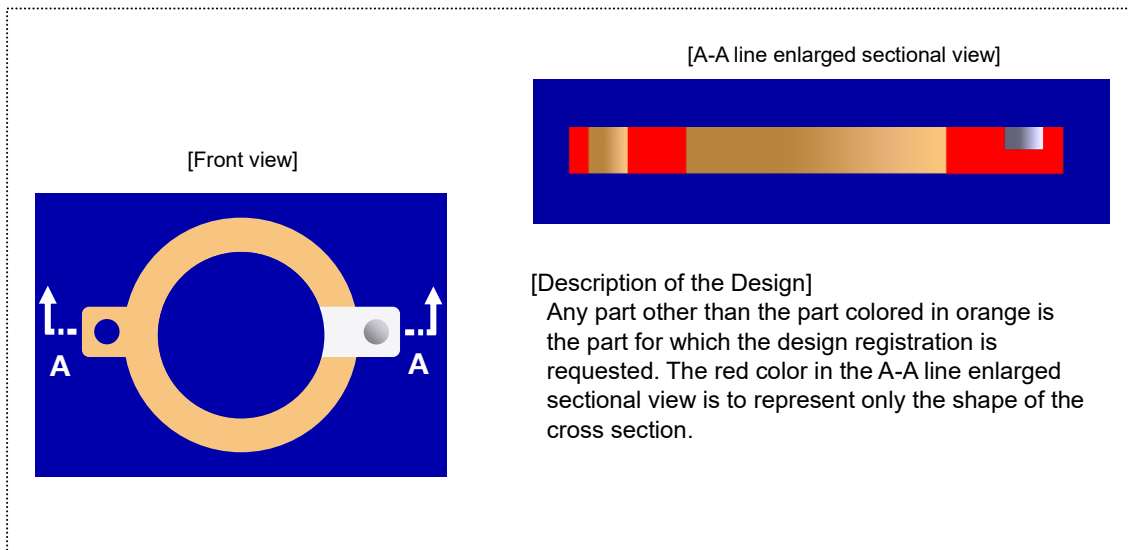 [A-A line enlarged sectional view]
[Front view]
A
A
[Description of the Design]
Any part other than the part colored in orange is
the part for which the design registration is
requested. The red color in the A-A line enlarged
sectional view is to represent only the shape of the
cross section.